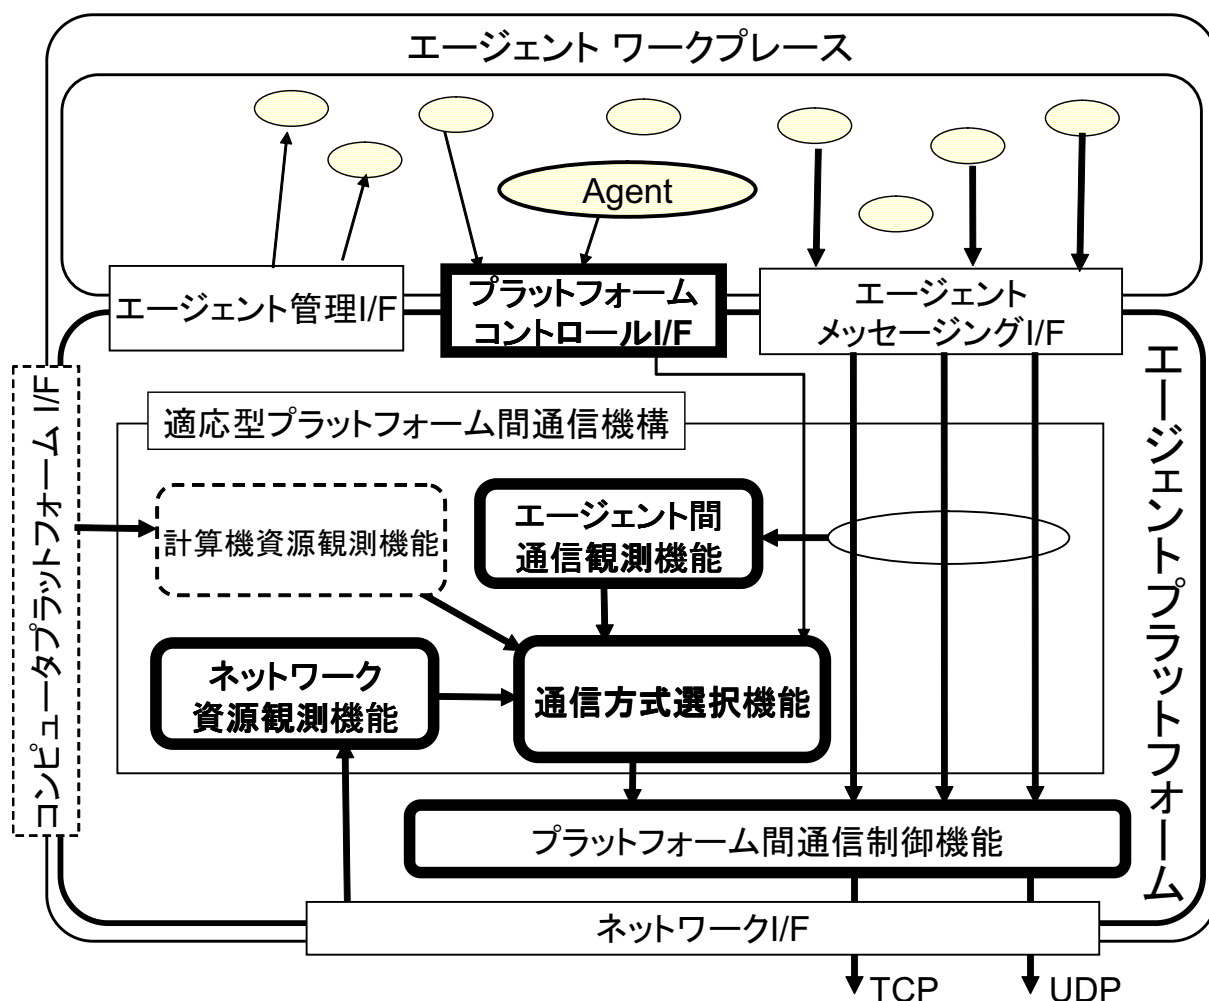 エージェント ワークプレース
Agent
エージェント管理I/F
プラットフォーム
コントロールI/F
エージェント
メッセージングI/F
コンピュータプラットフォーム I/F
エージェントプラットフォーム
適応型プラットフォーム間通信機構
計算機資源観測機能
エージェント間
通信観測機能
ネットワーク
資源観測機能
通信方式選択機能
プラットフォーム間通信制御機能
ネットワークI/F
TCP
UDP